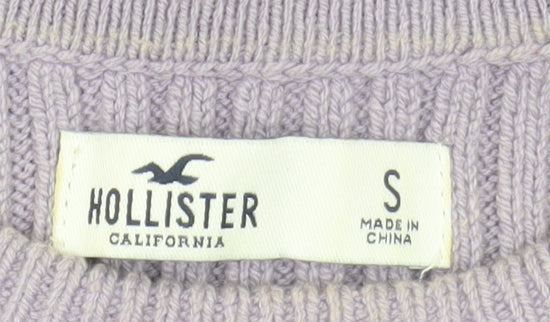 HOLLISTER
CALIFORNIA
S
MADE IN
CHINA